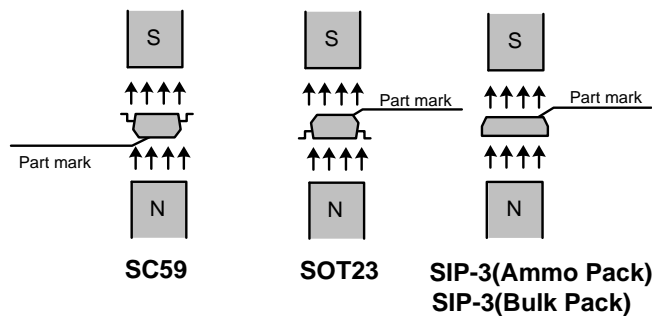 S
S
S
Part mark
Part mark
Part mark
N
N
N
SC59
SOT23
SIP-3(Ammo Pack)
SIP-3(Bulk Pack)